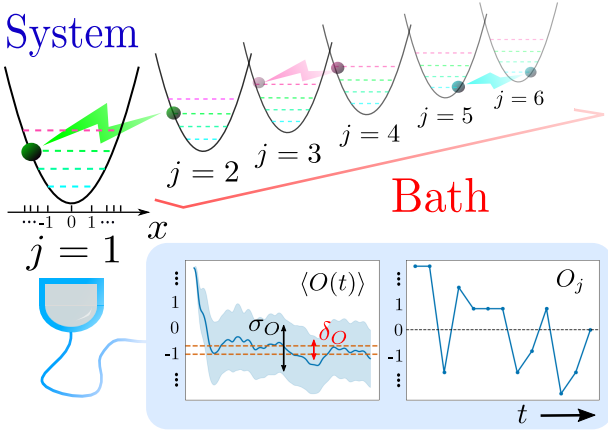 System
j = 1
j = 2
j = 3
j = 4
j = 5
j = 6
Bath
...-1 0 1 ...
x
⟨O(t)⟩
σ_O
δ_O
⋮
1
0
-1
⋮
O_j
⋮
1
0
-1
⋮
t